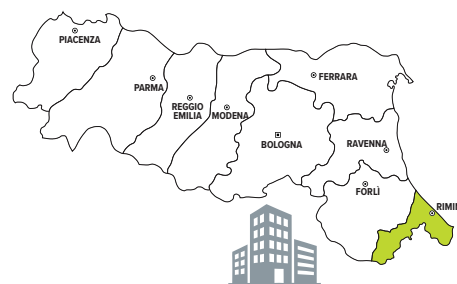 PIACENZA
PARMA
REGGIO
EMILIA
MODENA
FERRARA
BOLOGNA
RAVENNA
FORLÌ
RIMI